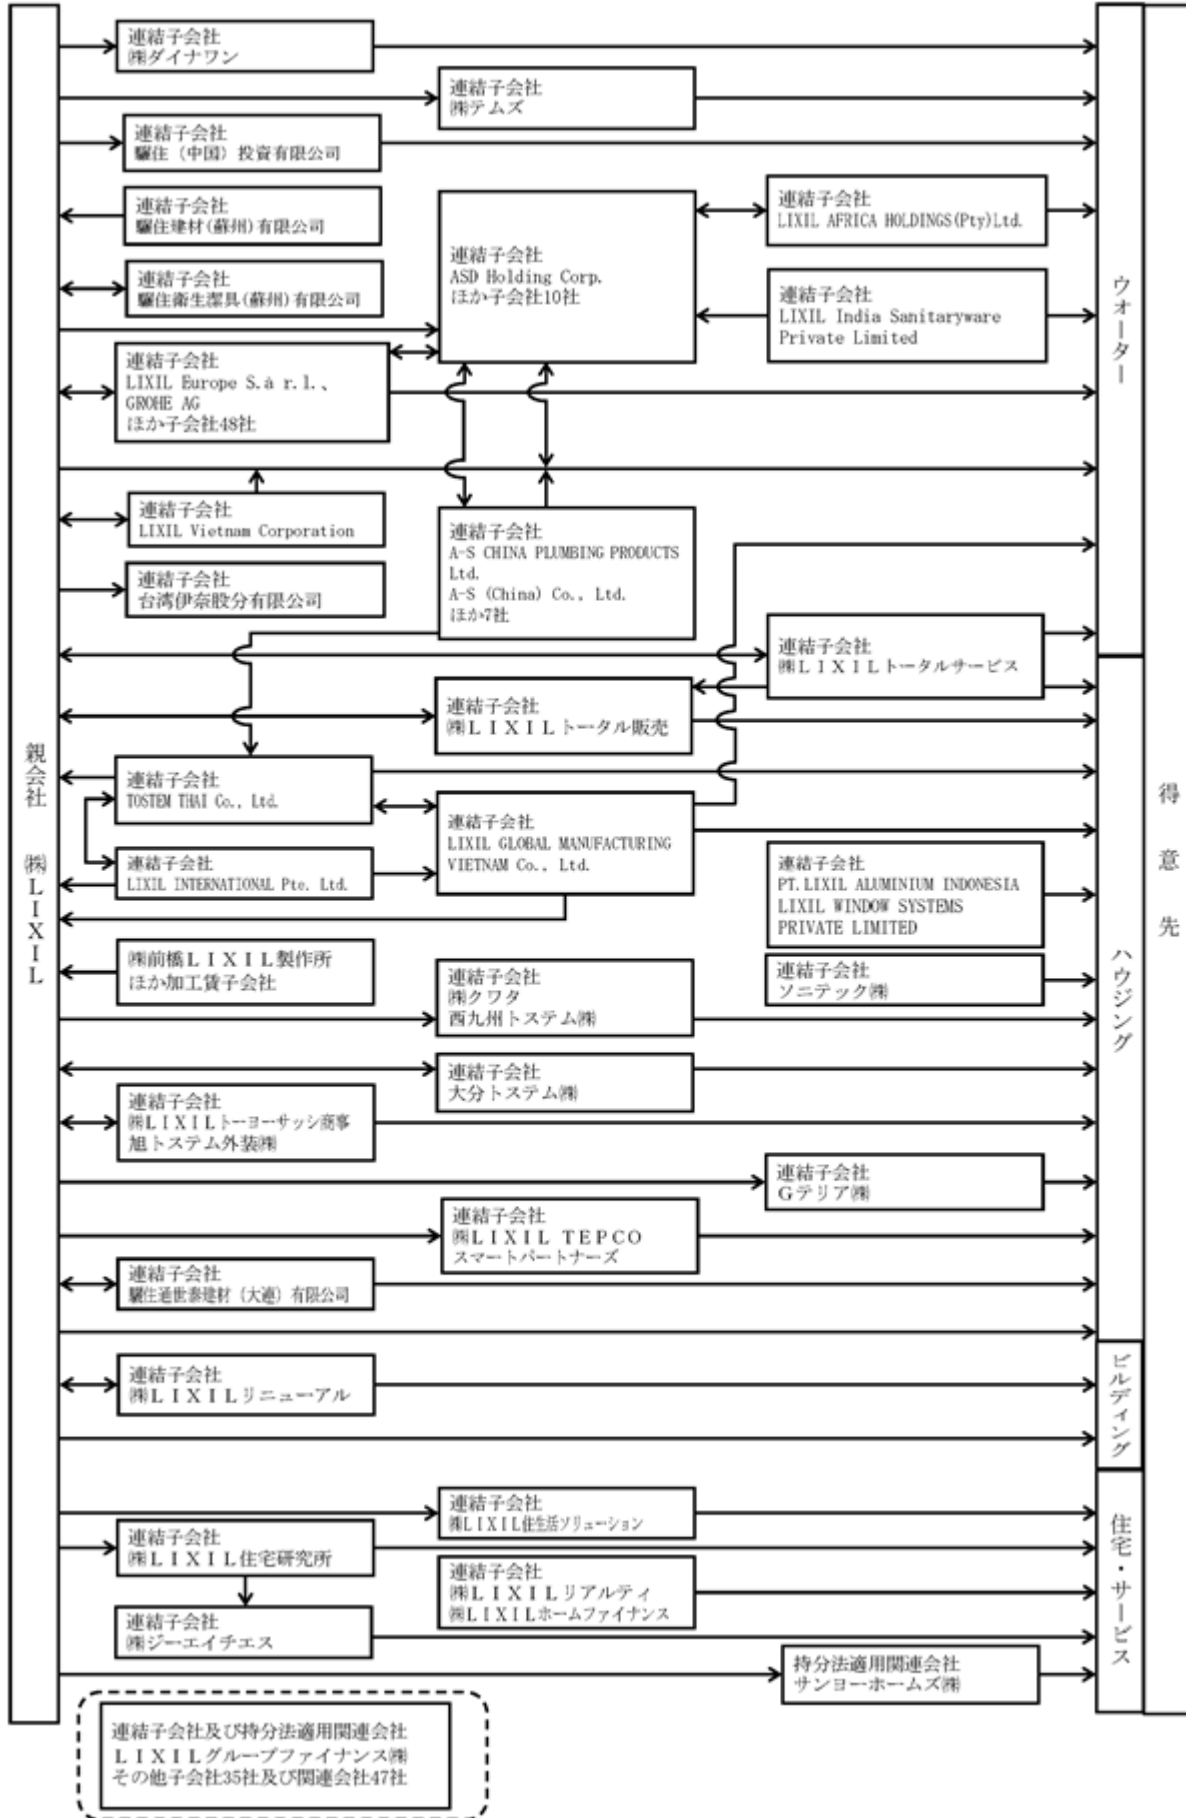 連結子会社
㈱ダイナワン
連結子会社
㈱テムズ
連結子会社
驪住（中国）投資有限公司
連結子会社
驪住建材(蘇州)有限公司
連結子会社
驪住衛生潔具(蘇州)有限公司
連結子会社
ASD Holding Corp.
ほか子会社10社
連結子会社
LIXIL AFRICA HOLDINGS(Pty)Ltd.
連結子会社
LIXIL India Sanitaryware
Private Limited
連結子会社
LIXIL Europe S.à r.l.、
GROHE AG
ほか子会社48社
連結子会社
LIXIL Vietnam Corporation
連結子会社
A-S CHINA PLUMBING PRODUCTS
Ltd.
A-S (China) Co., Ltd.
ほか7社
連結子会社
台湾伊奈股分有限公司
連結子会社
㈱ＬＩＸＩＬトータルサービス
連結子会社
㈱ＬＩＸＩＬトータル販売
連結子会社
TOSTEM THAI Co., Ltd.
連結子会社
LIXIL GLOBAL MANUFACTURING
VIETNAM Co., Ltd.
連結子会社
LIXIL INTERNATIONAL Pte. Ltd.
連結子会社
PT.LIXIL ALUMINIUM INDONESIA
LIXIL WINDOW SYSTEMS
PRIVATE LIMITED
㈱前橋ＬＩＸＩＬ製作所
ほか加工賃子会社
連結子会社
㈱クワタ
西九州トステム㈱
連結子会社
ソニテック㈱
連結子会社
大分トステム㈱
連結子会社
㈱ＬＩＸＩＬトーヨーサッシ商事
旭トステム外装㈱
連結子会社
Ｇテリア㈱
連結子会社
㈱ＬＩＸＩＬ ＴＥＰＣＯ
スマートパートナーズ
連結子会社
驪住通世泰建材（大連）有限公司
連結子会社
㈱ＬＩＸＩＬリニューアル
連結子会社
㈱ＬＩＸＩＬ住生活ソリューション
連結子会社
㈱ＬＩＸＩＬ住宅研究所
連結子会社
㈱ＬＩＸＩＬリアルティ
㈱ＬＩＸＩＬホームファイナンス
連結子会社
㈱ジーエイチエス
持分法適用関連会社
サンヨーホームズ㈱
連結子会社及び持分法適用関連会社
ＬＩＸＩＬグループファイナンス㈱
その他子会社35社及び関連会社47社
親会社 ㈱ＬＩＸＩＬ
ウオーター
ハウジング
ビルディング
住宅・サービス
得意先